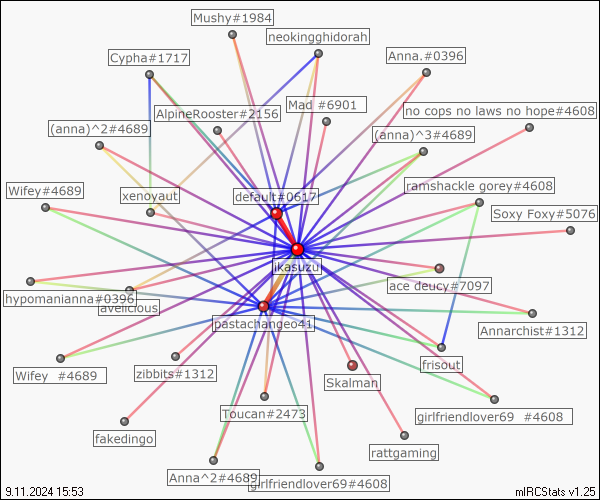 Mushy#1984
neokingghidorah
Cypha#1717
Anna.#0396
AlpineRooster#2156
Mad #6901
no cops no laws no hope#4608
(anna)^2#4689
(anna)^3#4689
Wifey#4689
xenoyaut
default#0617
ramshackle gorey#4608
Soxy Foxy#5076
ikasuzu
ace deucy#7097
hypomanianna#0396
avelicious
pastachangeo41
Annarchist#1312
Wifey #4689
zibbits#1312
Skalman
frisout
Toucan#2473
girlfriendlover69 #4608
fakedingo
rattgaming
Anna^2#4689
girlfriendlover69#4608
9.11.2024 15:53
mIRCStats v1.25